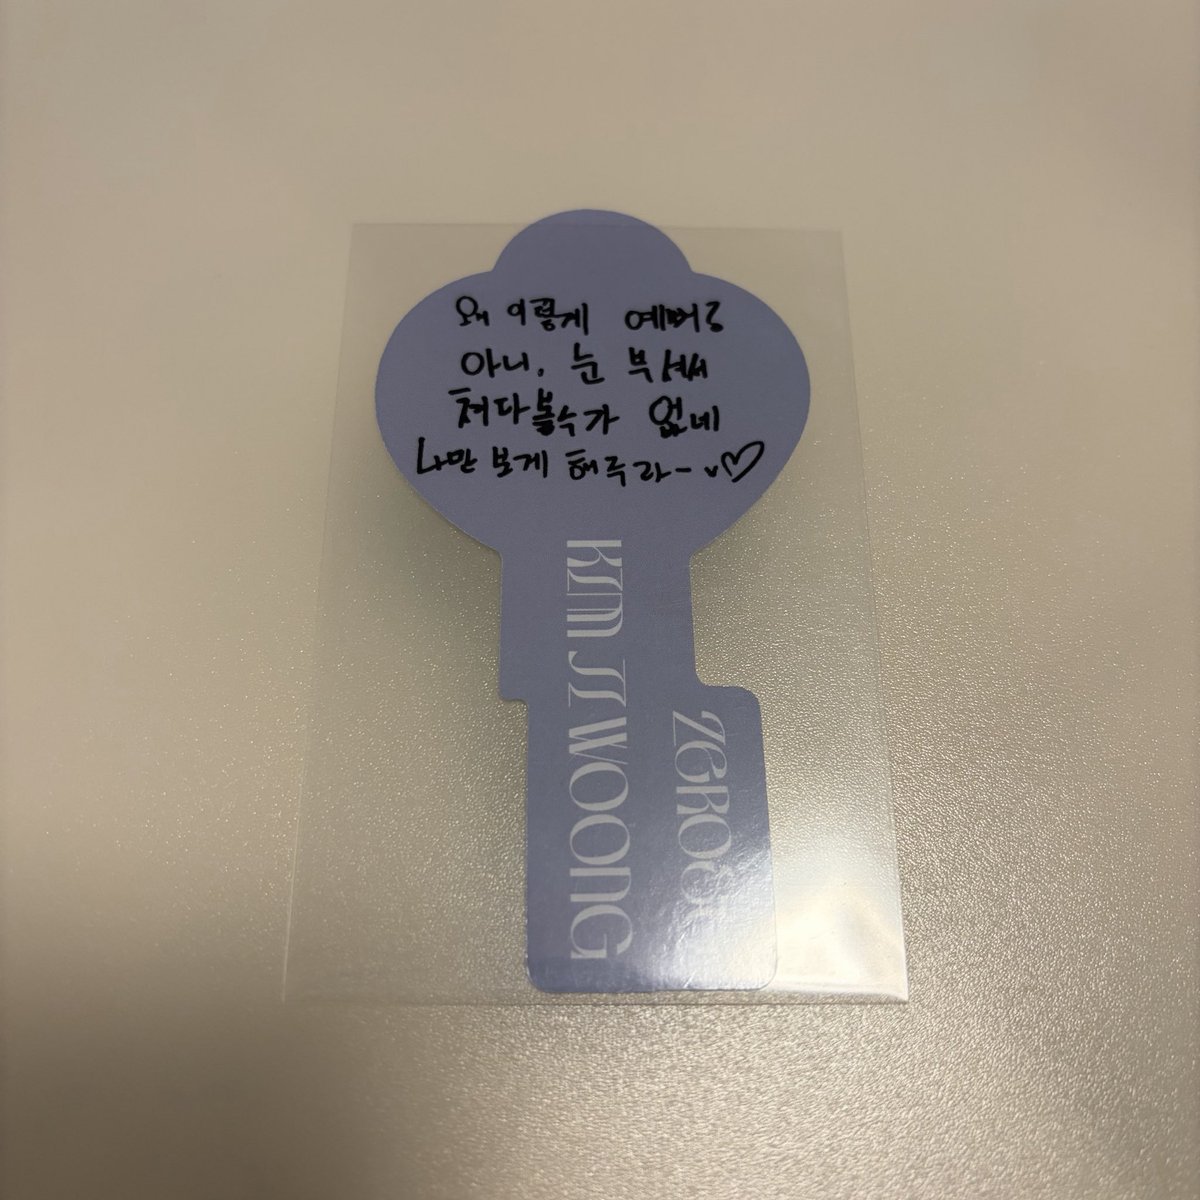 왜 이렇게 예뻐?
아니, 눈 부셔서
쳐다볼수가 없네
나만 보게 해주라~♡
KIM JI WOONG